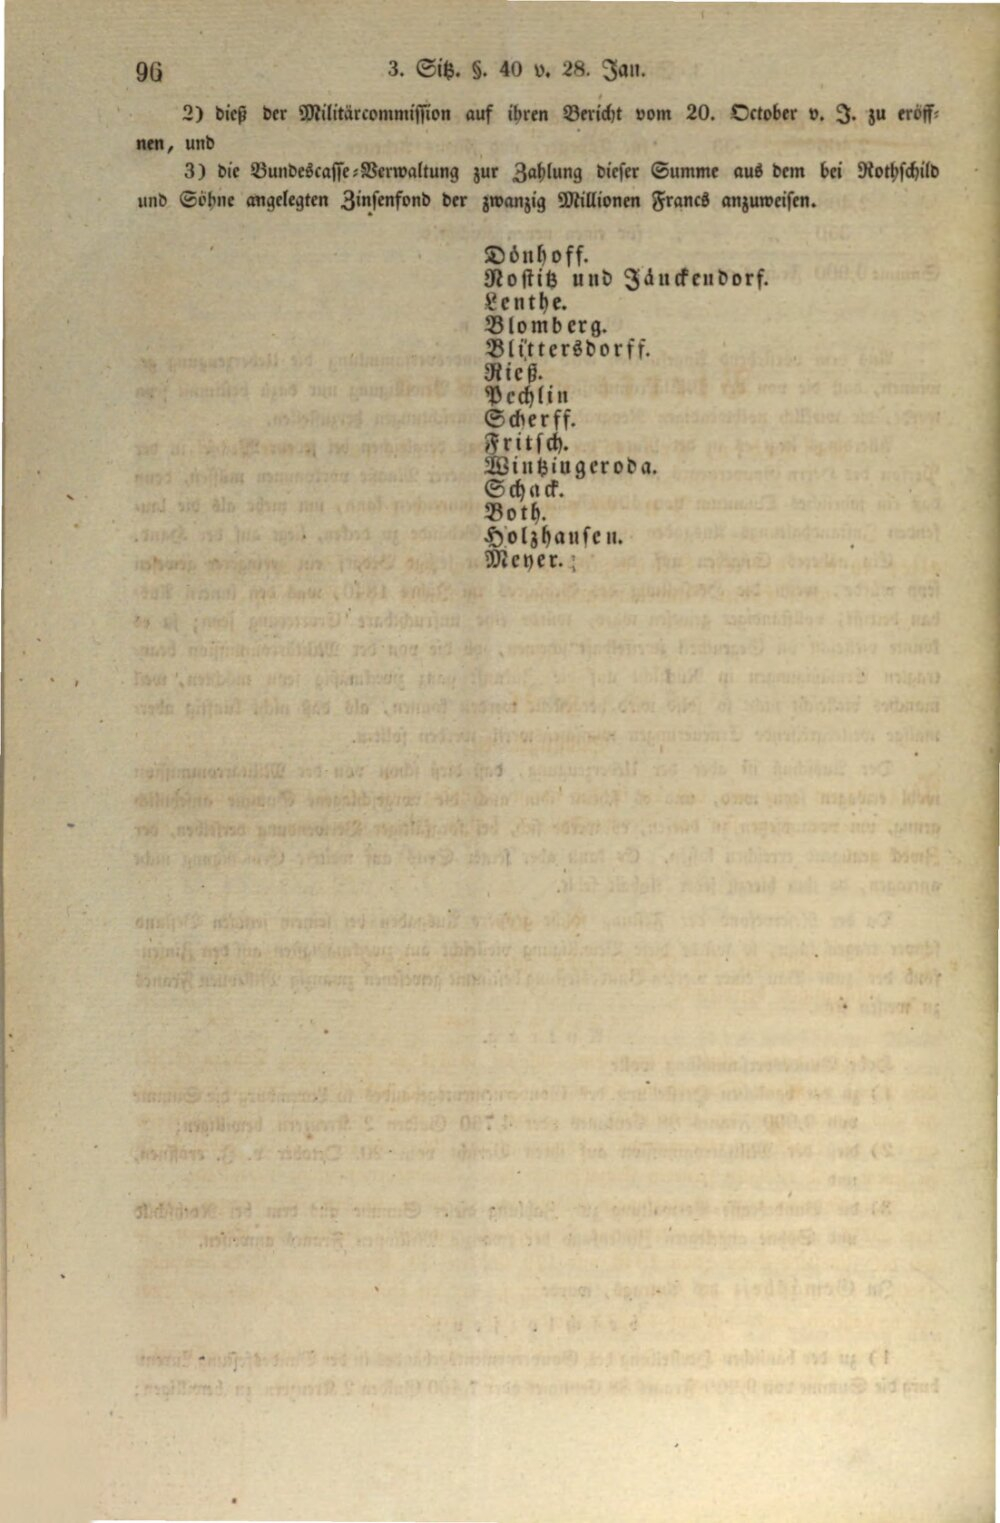 96
3. Sitz. §. 40 v. 28. Jan.
2) dieß der Militärcommission auf ihren Bericht vom 20. October v. J. zu eröff-
nen, und
3) die Bundescasse-Verwaltung zur Zahlung dieser Summe aus dem bei Rothschild
und Söhne angelegten Zinsenfond der zwanzig Millionen Francs anzuweisen.
Dönhoff.
Nostitz und Jänckendorf.
Lenthe.
Blomberg.
Blittersdorff.
Rieß.
Pechlin
Scherff.
Fritsch.
Wintzingeroda.
Schack.
Both.
Holzhausen.
Meyer.